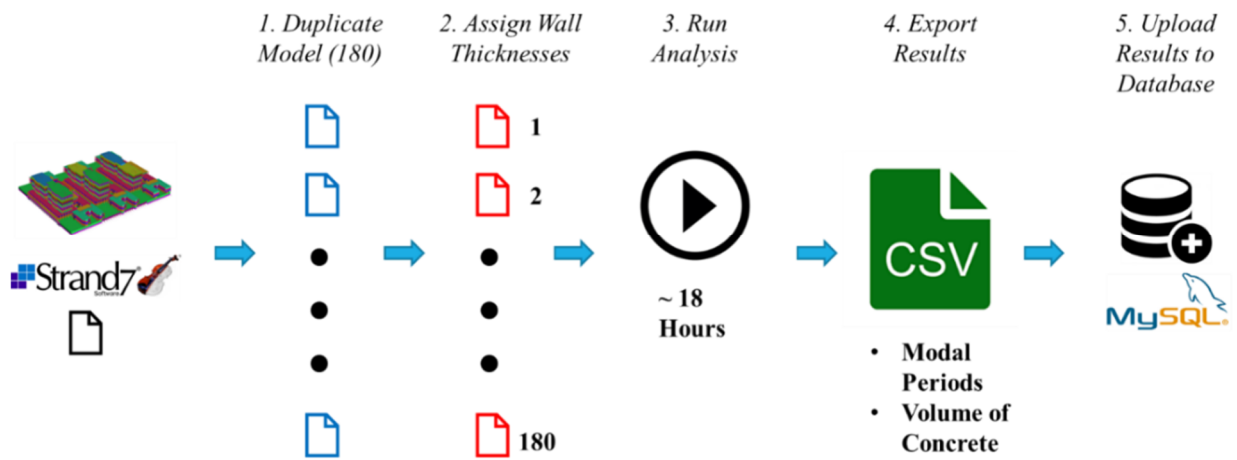 1. Duplicate
Model (180)
2. Assign Wall
Thicknesses
3. Run
Analysis
4. Export
Results
5. Upload
Results to
Database
1
2
180
Strand7®
Software
~ 18
Hours
CSV
• Modal
Periods
• Volume of
Concrete
MySQL®